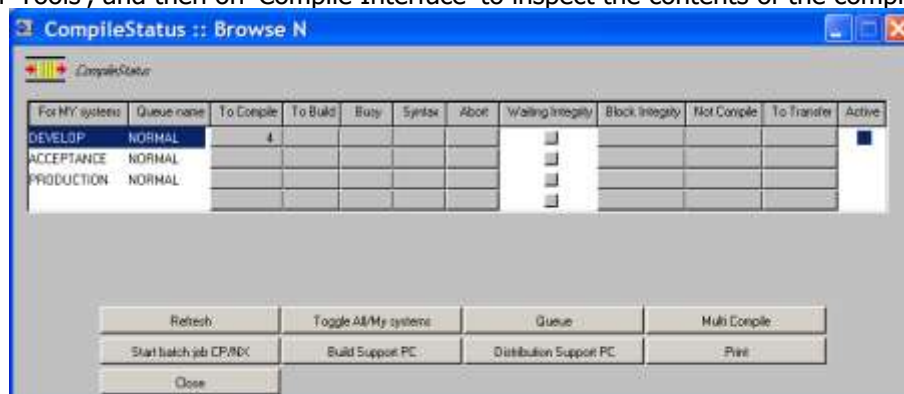 Tools', and then on 'Compile Interface' to inspect the contents of the compil
CompileStatus :: Browse N
CompileStatus
For MY systems Queue name To Compile To Build Busy Syntax Abort Waiting Integrity Block Integrity Not Compile To Transfer Active
DEVELOP NORMAL 4
ACCEPTANCE NORMAL
PRODUCTION NORMAL
Refresh Toggle All/My systems Queue Multi Compile
Start batch job CP/NX Build Support PC Distribution Support PC Print
Close